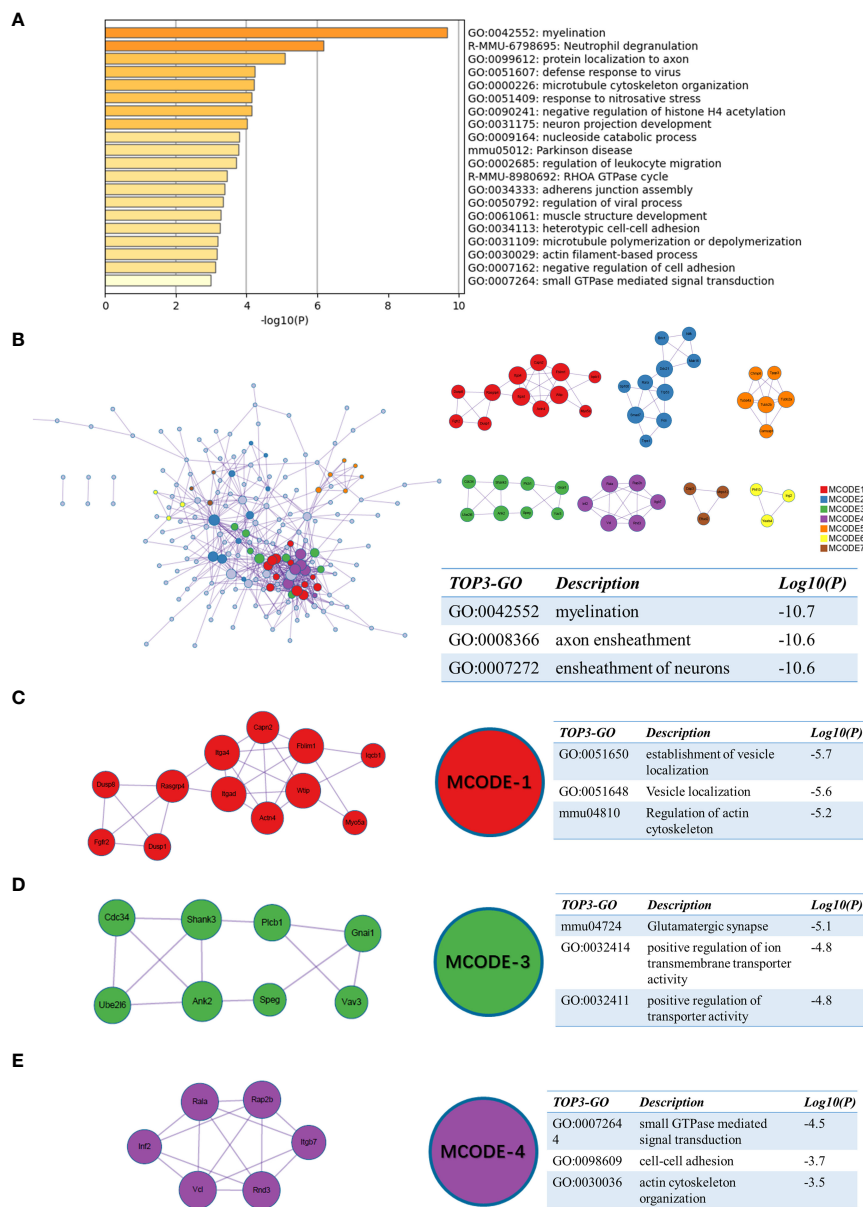 A
GO:0042552: myelination
R-MMU-6798695: Neutrophil degranulation
GO:0099612: protein localization to axon
GO:0051607: defense response to virus
GO:0000226: microtubule cytoskeleton organization
GO:0051409: response to nitrosative stress
GO:0090241: negative regulation of histone H4 acetylation
GO:0031175: neuron projection development
GO:0009164: nucleoside catabolic process
mmu05012: Parkinson disease
GO:0002685: regulation of leukocyte migration
R-MMU-8980692: RHOA GTPase cycle
GO:0034333: adherens junction assembly
GO:0050792: regulation of viral process
GO:0061061: muscle structure development
GO:0034113: heterotypic cell-cell adhesion
GO:0031109: microtubule polymerization or depolymerization
GO:0030029: actin filament-based process
GO:0007162: negative regulation of cell adhesion
GO:0007264: small GTPase mediated signal transduction
0 2 4 6 8 10
-log10(P)
B
MCODE1
MCODE2
MCODE3
MCODE4
MCODE5
MCODE6
MCODE7
TOP3-GO Description Log10(P)
GO:0042552 myelination -10.7
GO:0008366 axon ensheathment -10.6
GO:0007272 ensheathment of neurons -10.6
C
Capn2
Itga4
Fblim1
Iqcb1
Dusp8
Rasgrp4
Itgad
Wtip
Actn4
Myo5a
Fgfr2
Dusp1
MCODE-1
TOP3-GO Description Log10(P)
GO:0051650 establishment of vesicle localization -5.7
GO:0051648 Vesicle localization -5.6
mmu04810 Regulation of actin cytoskeleton -5.2
D
Cdc34
Shank3
Plcb1
Gnai1
Ube2l6
Ank2
Speg
Vav3
MCODE-3
TOP3-GO Description Log10(P)
mmu04724 Glutamatergic synapse -5.1
GO:0032414 positive regulation of ion transmembrane transporter activity -4.8
GO:0032411 positive regulation of transporter activity -4.8
E
Rala
Rap2b
Inf2
Itgb7
Vcl
Rnd3
MCODE-4
TOP3-GO Description Log10(P)
GO:0007264 4 small GTPase mediated signal transduction -4.5
GO:0098609 cell-cell adhesion -3.7
GO:0030036 actin cytoskeleton organization -3.5